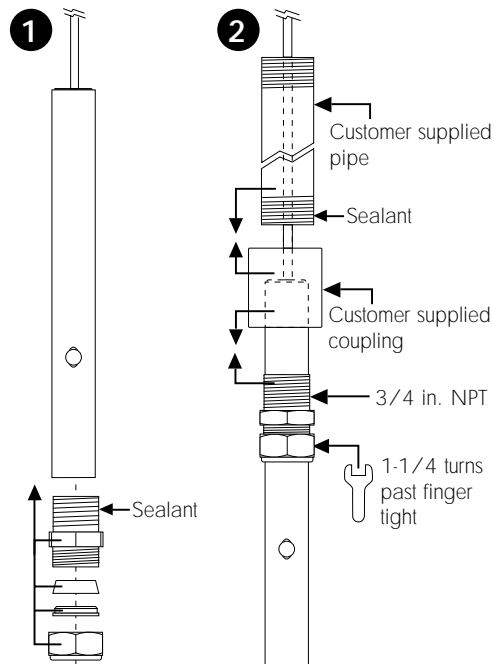 1
2
Customer supplied
pipe
Sealant
Customer supplied
coupling
3/4 in. NPT
1-1/4 turns
past finger
tight
Sealant